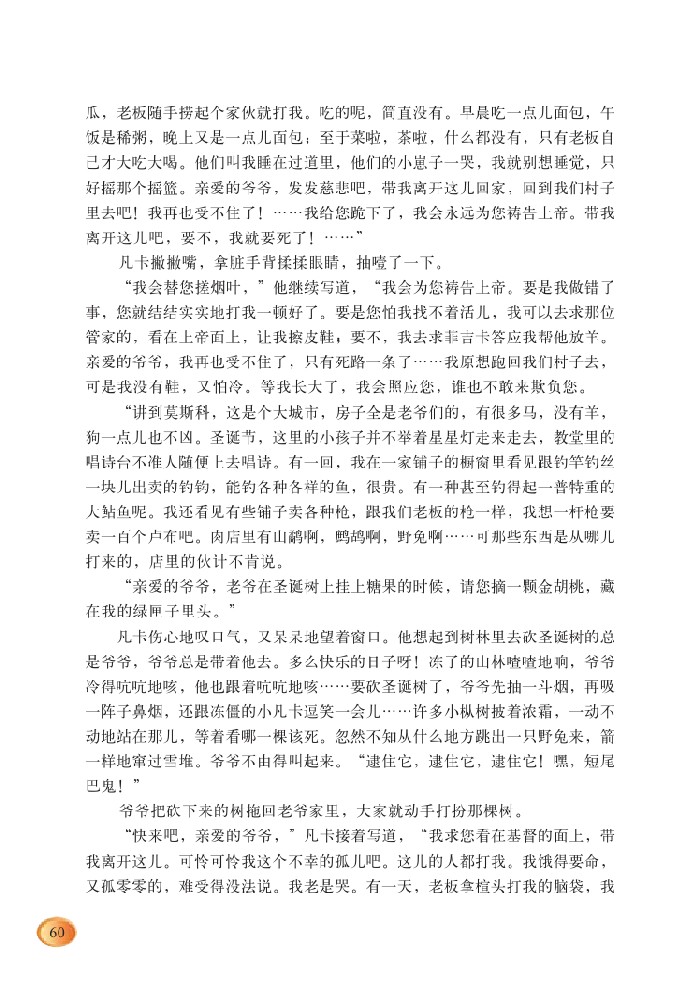 瓜，老板随手捞起个家伙就打我。吃的呢，简直没有。早晨吃一点儿面包，午
饭是稀粥，晚上又是一点儿面包；至于菜啦，茶啦，什么都没有，只有老板自
己才大吃大喝。他们叫我睡在过道里，他们的小崽子一哭，我就别想睡觉，只
好摇那个摇篮。亲爱的爷爷，发发慈悲吧，带我离开这儿回家，回到我们村子
里去吧！我再也受不住了！……我给您跪下了，我会永远为您祷告上帝。带我
离开这儿吧，要不，我就要死了！……”
凡卡撇撇嘴，拿脏手背揉揉眼睛，抽噎了一下。
“我会替您搓烟叶，”他继续写道，“我会为您祷告上帝。要是我做错了
事，您就结结实实地打我一顿好了。要是您怕我找不着活儿，我可以去求那位
管家的，看在上帝面上，让我擦皮鞋，要不，我去求菲吉卡答应我帮他放羊。
亲爱的爷爷，我再也受不住了，只有死路一条了……我原想跑回我们村子去，
可是我没有鞋，又怕冷。等我长大了，我会照应您，谁也不敢来欺负您。
“讲到莫斯科，这是个大城市，房子全是老爷们的，有很多马，没有羊，
狗一点儿也不凶。圣诞节，这里的小孩子并不举着星星灯走来走去，教堂里的
唱诗台不准人随便上去唱诗。有一回，我在一家铺子的橱窗里看见跟钓竿钓丝
一块儿出卖的钓钩，能钓各种各样的鱼，很贵。有一种甚至钓得起一普特重的
大鲇鱼呢。我还看见有些铺子卖各种枪，跟我们老板的枪一样，我想一杆枪要
卖一百个卢布吧。肉店里有山鹬啊，鹧鸪啊，野兔啊……可那些东西是从哪儿
打来的，店里的伙计不肯说。
“亲爱的爷爷，老爷在圣诞树上挂上糖果的时候，请您摘一颗金胡桃，藏
在我的绿匣子里头。”
凡卡伤心地叹口气，又呆呆地望着窗口。他想起到树林里去砍圣诞树的总
是爷爷，爷爷总是带着他去。多么快乐的日子呀！冻了的山林喳喳地响，爷爷
冷得吭吭地咳，他也跟着吭吭地咳……要砍圣诞树了，爷爷先抽一斗烟，再吸
一阵子鼻烟，还跟冻僵的小凡卡逗笑一会儿……许多小枞树披着浓霜，一动不
动地站在那儿，等着看哪一棵该死。忽然不知从什么地方跳出一只野兔来，箭
一样地窜过雪堆。爷爷不由得叫起来。“逮住它，逮住它，逮住它！嘿，短尾
巴鬼！”
爷爷把砍下来的树拖回老爷家里，大家就动手打扮那棵树。
“快来吧，亲爱的爷爷，”凡卡接着写道，“我求您看在基督的面上，带
我离开这儿。可怜可怜我这个不幸的孤儿吧。这儿的人都打我。我饿得要命，
又孤零零的，难受得没法说。我老是哭。有一天，老板拿楦头打我的脑袋，我
60